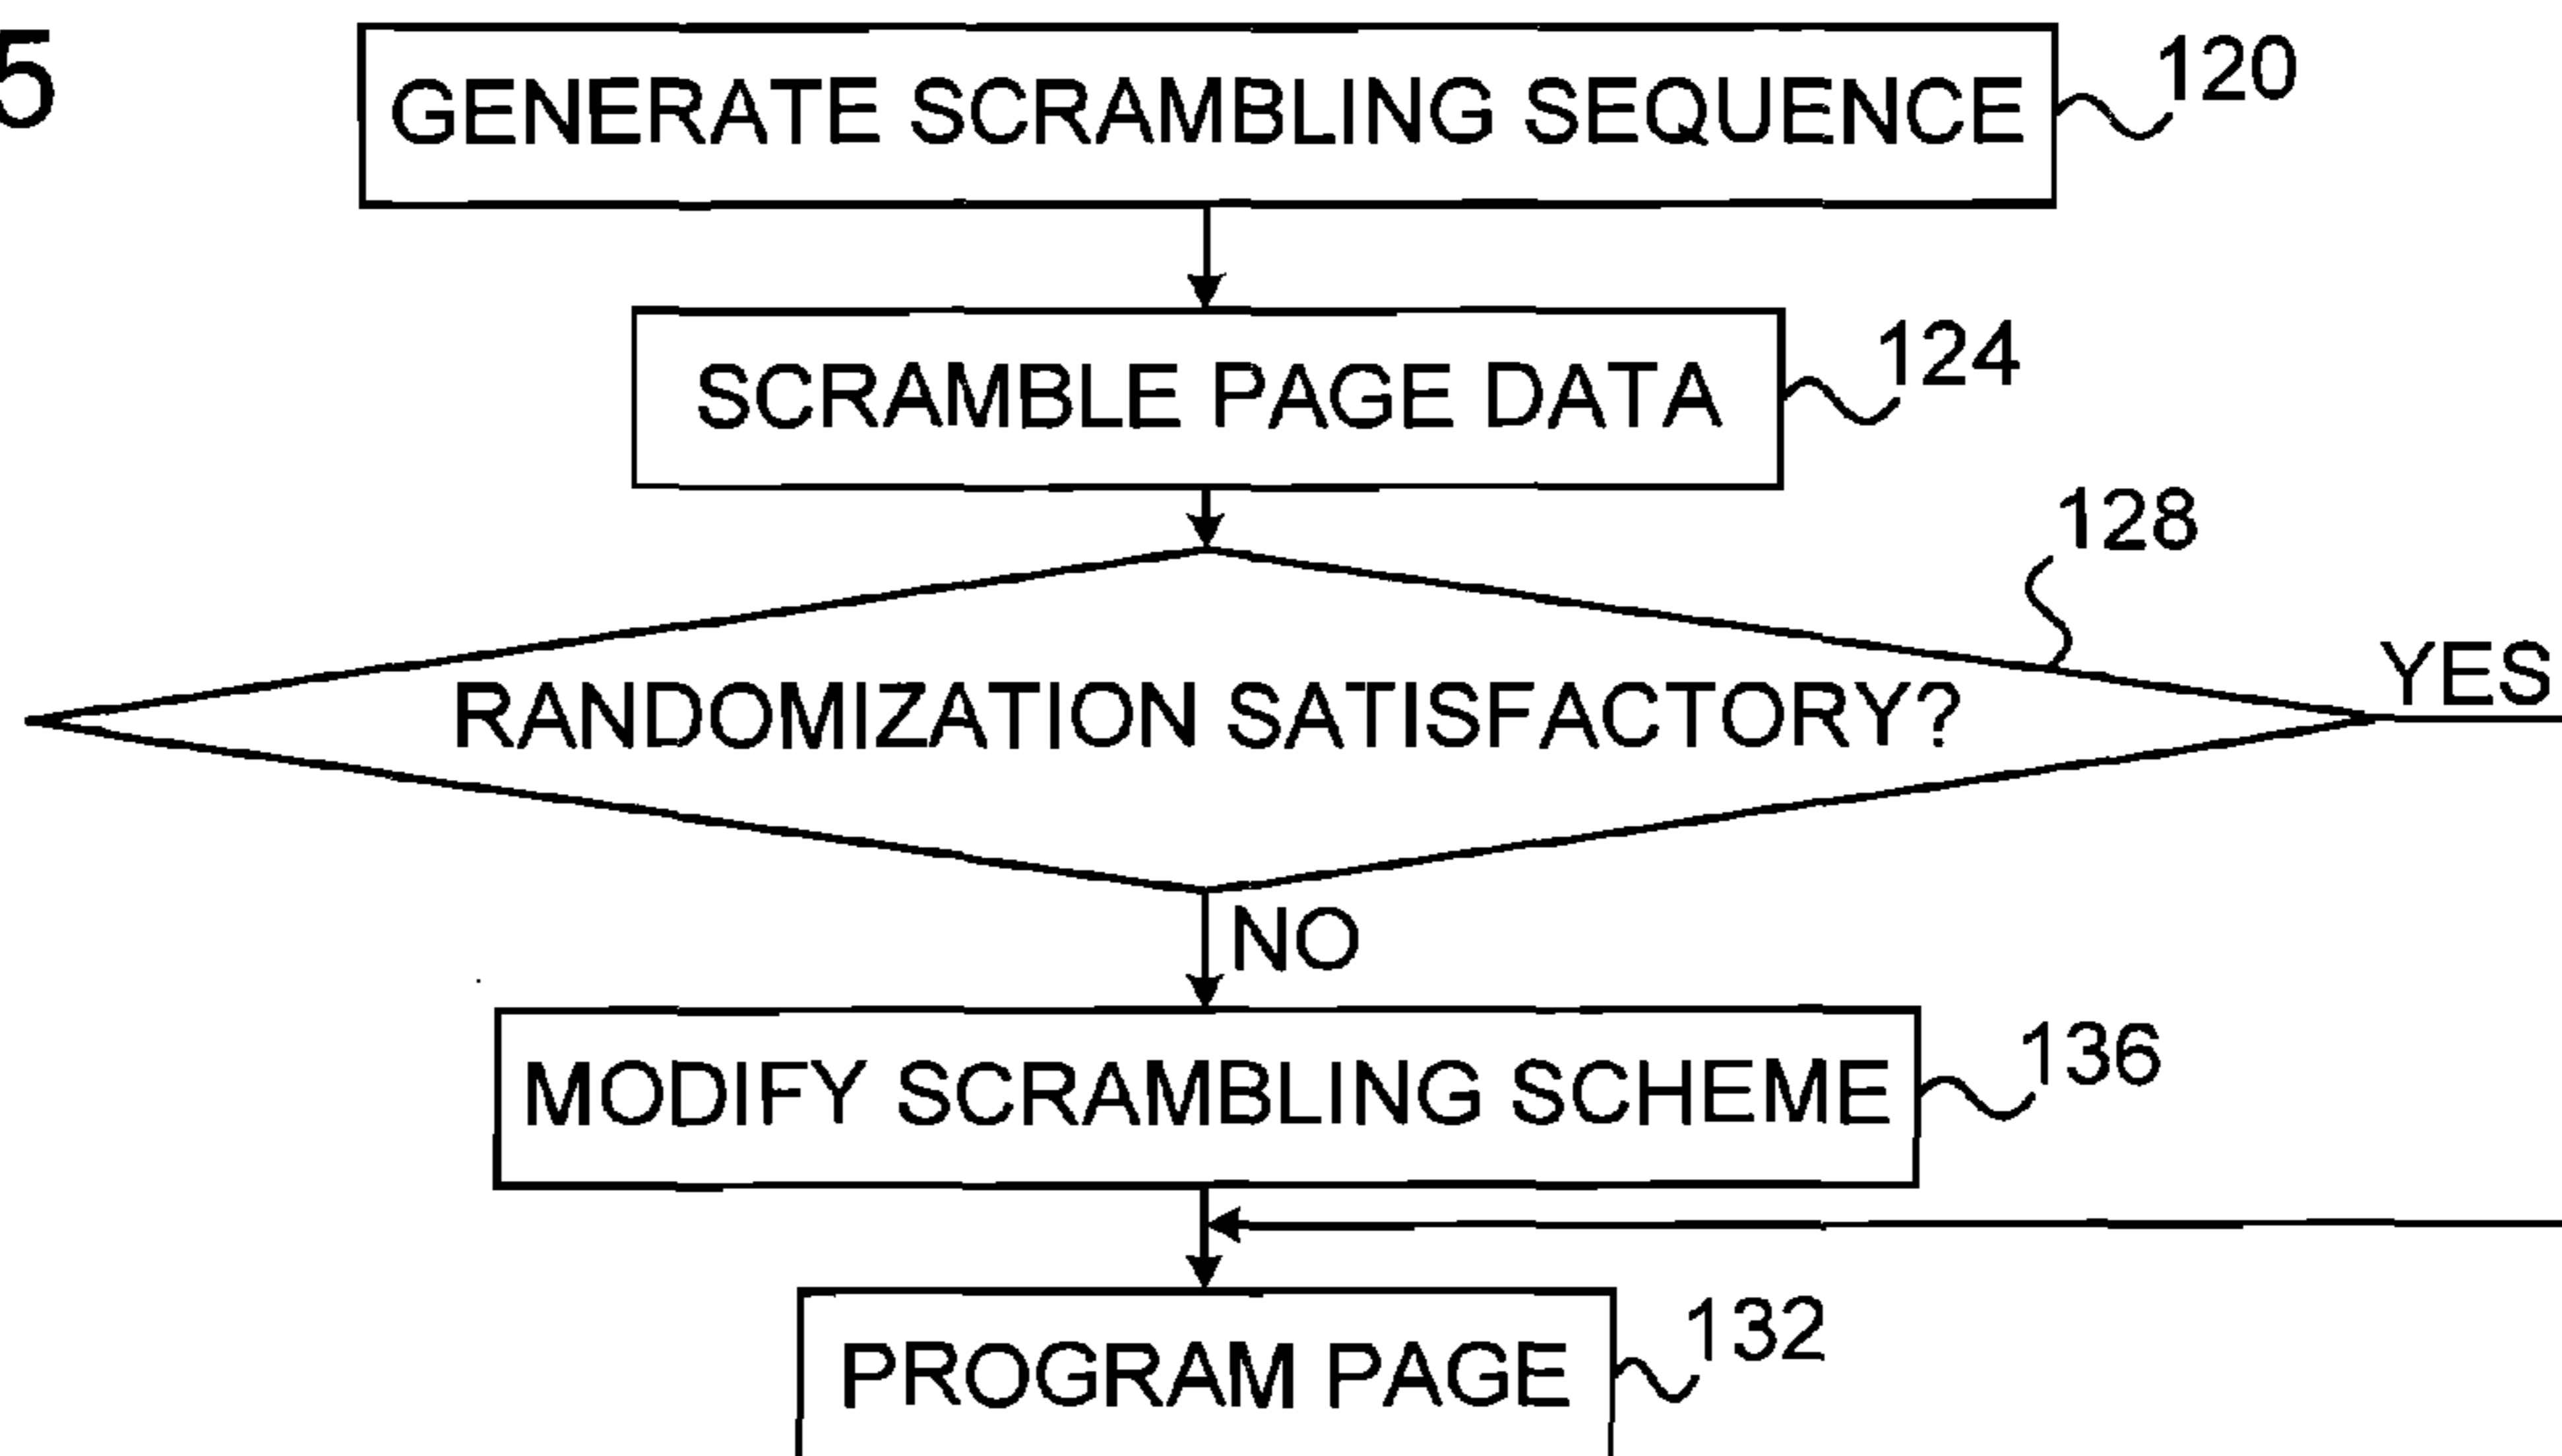 5
GENERATE SCRAMBLING SEQUENCE
120
SCRAMBLE PAGE DATA
124
128
RANDOMIZATION SATISFACTORY?
YES
NO
MODIFY SCRAMBLING SCHEME
136
PROGRAM PAGE
132